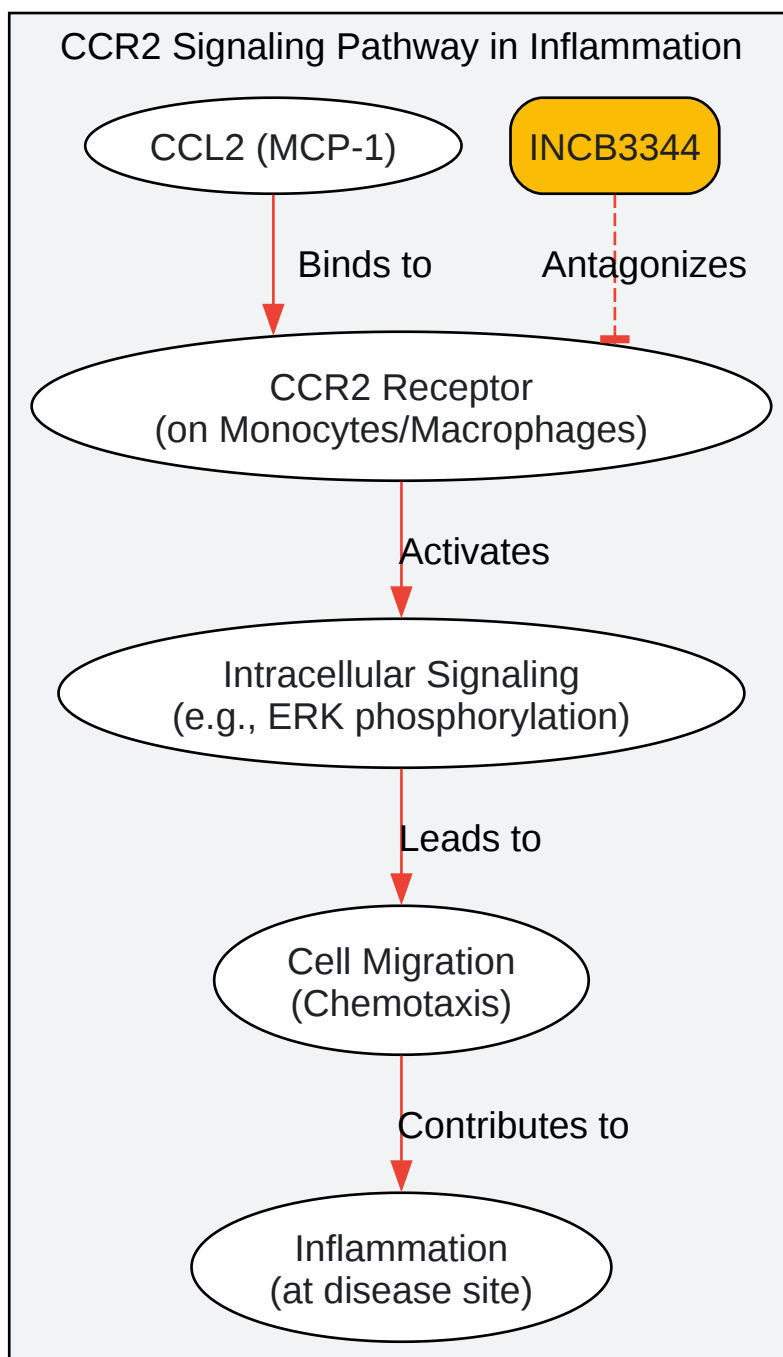 CCR2 Signaling Pathway in Inflammation
CCL2 (MCP-1)
INCB3344
Binds to
Antagonizes
CCR2 Receptor
(on Monocytes/Macrophages)
Activates
Intracellular Signaling
(e.g., ERK phosphorylation)
Leads to
Cell Migration
(Chemotaxis)
Contributes to
Inflammation
(at disease site)